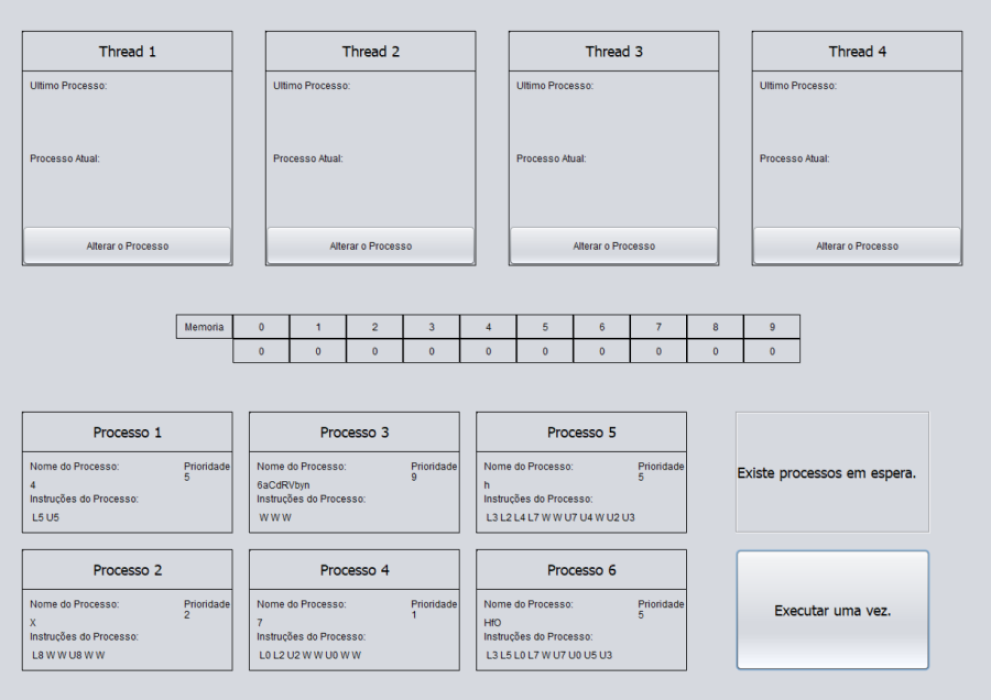 Thread 1 Thread 2 Thread 3 Thread 4
Ultimo Processo: Ultimo Processo: Ultimo Processo: Ultimo Processo:
Processo Atual: Processo Atual: Processo Atual: Processo Atual:
Alterar o Processo Alterar o Processo Alterar o Processo Alterar o Processo
Memoria 0 1 2 3 4 5 6 7 8 9
0 0 0 0 0 0 0 0 0 0
Processo 1
Nome do Processo: Prioridade
4 5
Instruções do Processo:
L5 U5
Processo 3
Nome do Processo: Prioridade
6aCdRVbyn 9
Instruções do Processo:
W W W
Processo 5
Nome do Processo: Prioridade
h 5
Instruções do Processo:
L3 L2 L4 L7 W W U7 U4 W U2 U3
Existe processos em espera.
Processo 2
Nome do Processo: Prioridade
X 2
Instruções do Processo:
L8 W W U8 W W
Processo 4
Nome do Processo: Prioridade
7 1
Instruções do Processo:
L0 L2 U2 W W U0 W W
Processo 6
Nome do Processo: Prioridade
HfO 5
Instruções do Processo:
L3 L5 L0 L7 W U7 U0 U5 U3
Executar uma vez.